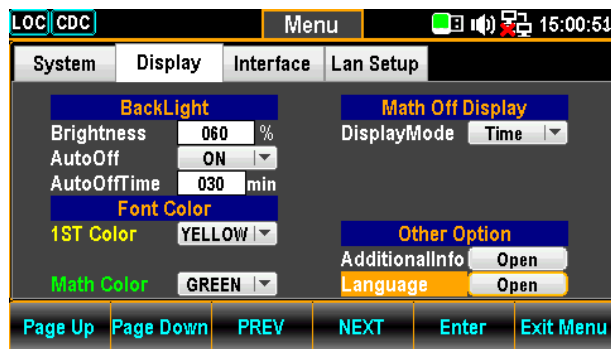 LOC CDC Menu 15:00:51
System Display Interface Lan Setup
BackLight
Brightness 060 %
AutoOff ON
AutoOffTime 030 min
Font Color
1ST Color YELLOW
Math Color GREEN
Math Off Display
DisplayMode Time
Other Option
AdditionalInfo Open
Language Open
Page Up Page Down PREV NEXT Enter Exit Menu